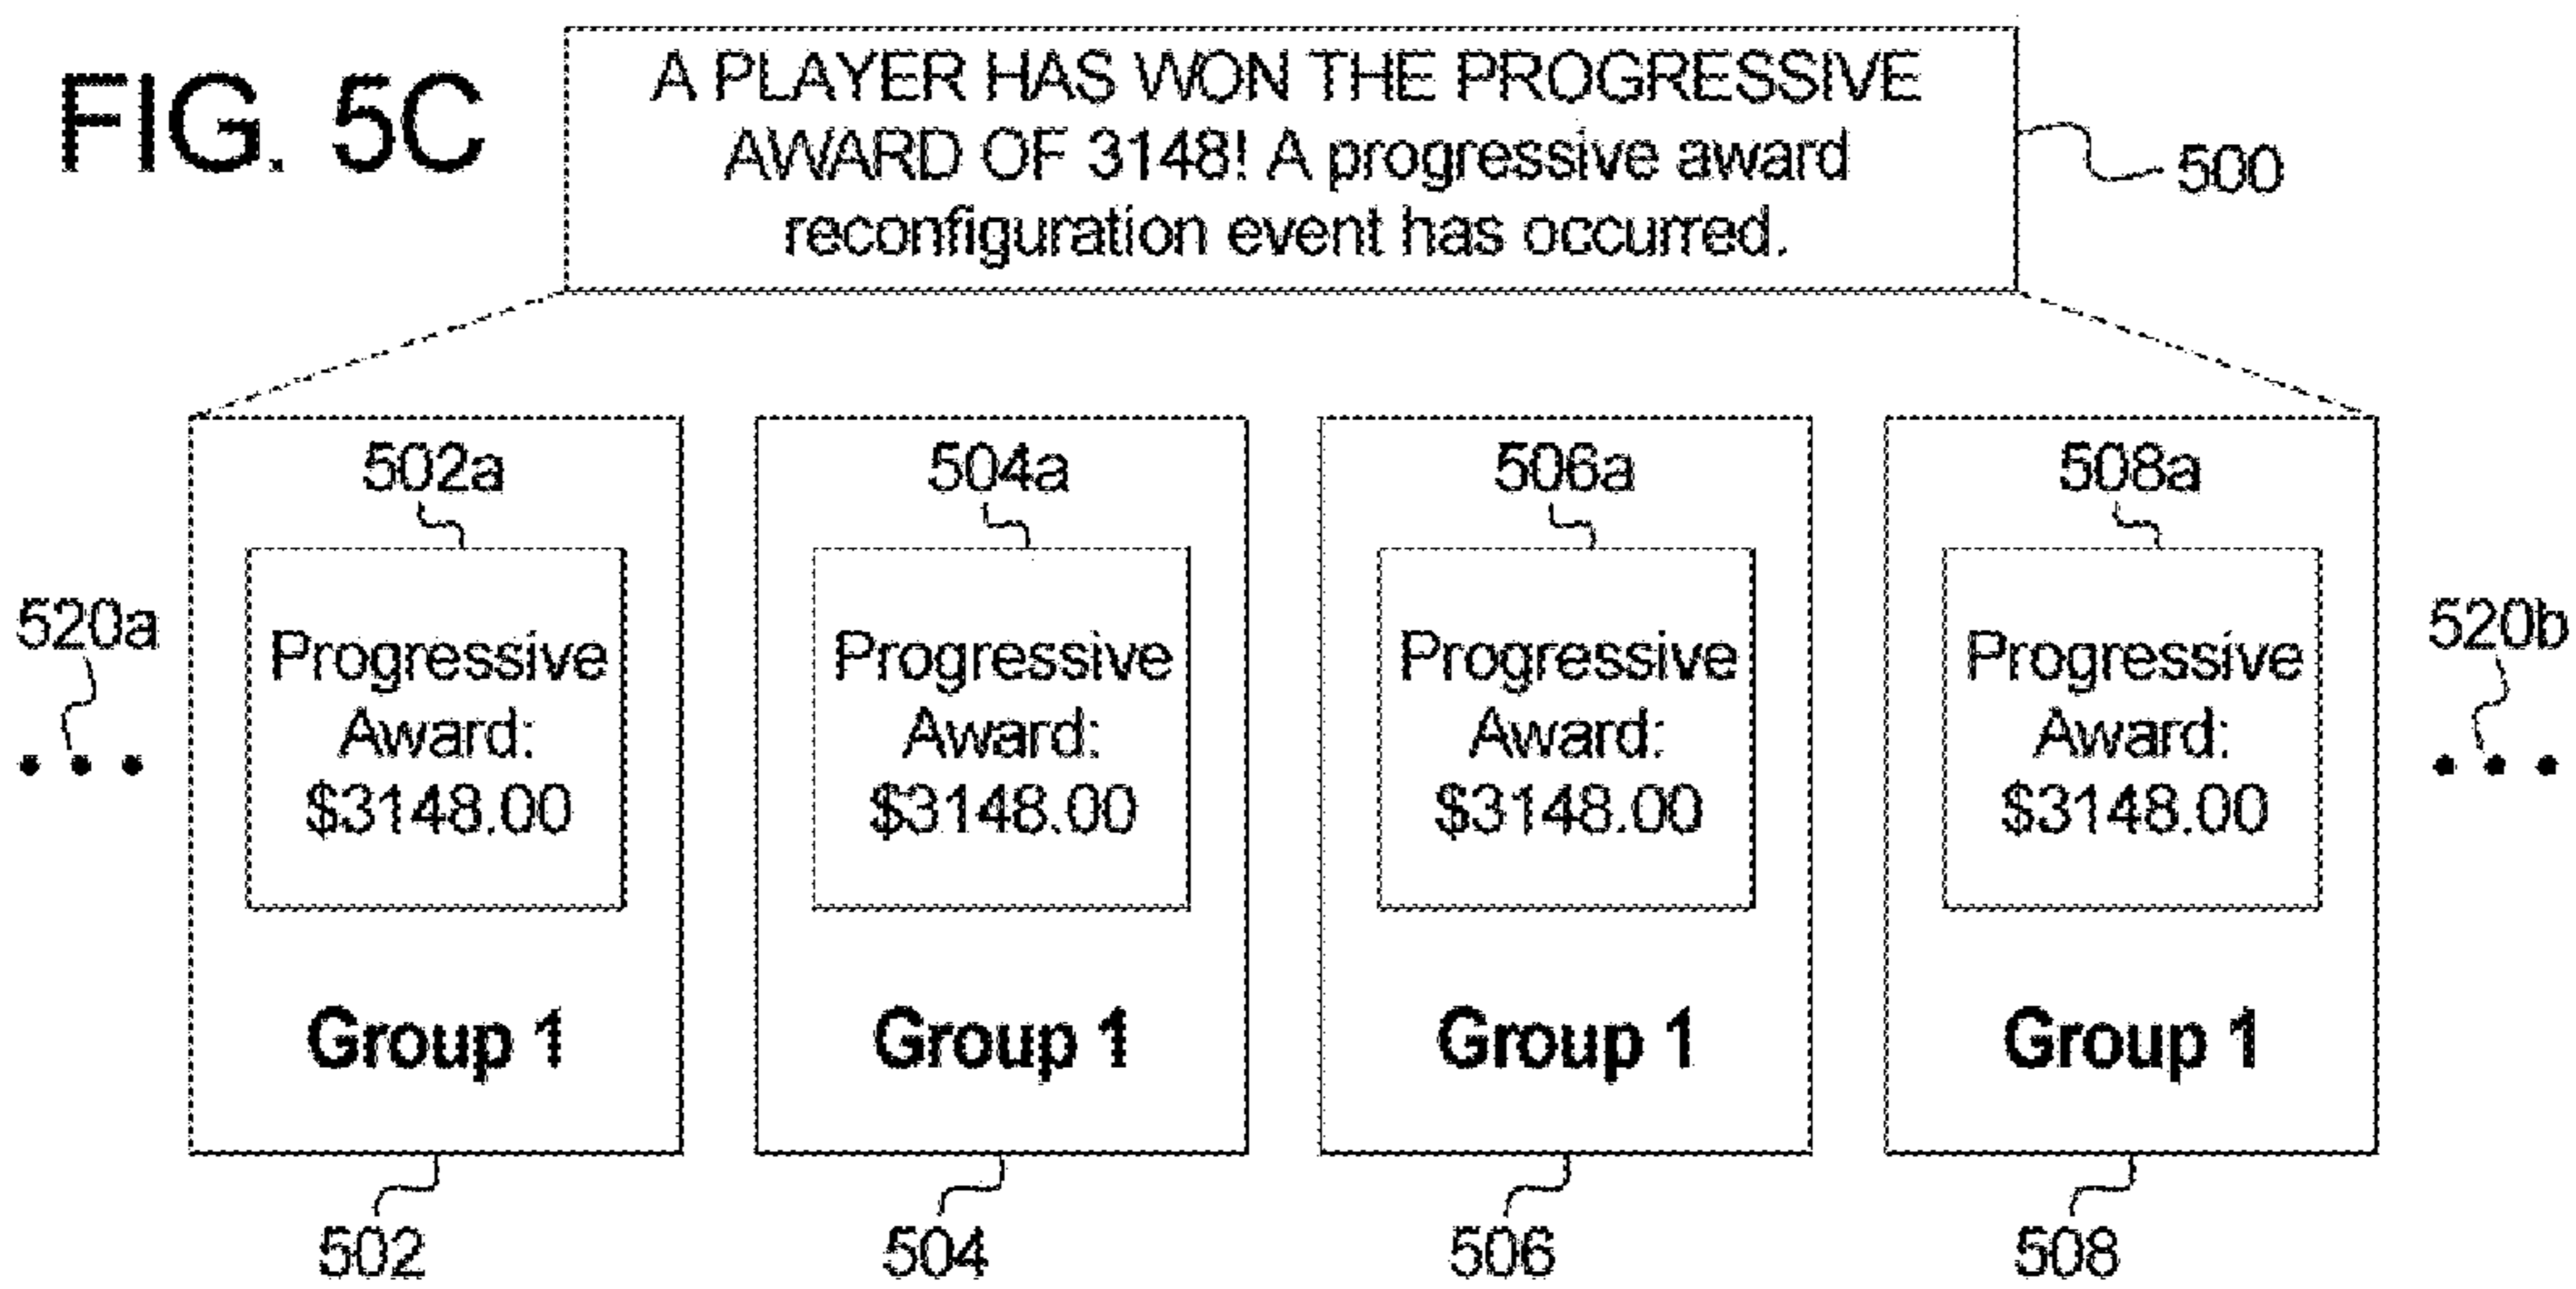 FIG. 5C
A PLAYER HAS WON THE PROGRESSIVE
AWARD OF 3148! A progressive award
reconfiguration event has occurred.
500
502a
504a
506a
508a
520a
520b
Progressive
Award:
$3148.00
Progressive
Award:
$3148.00
Progressive
Award:
$3148.00
Progressive
Award:
$3148.00
Group 1
Group 1
Group 1
Group 1
502
504
506
508